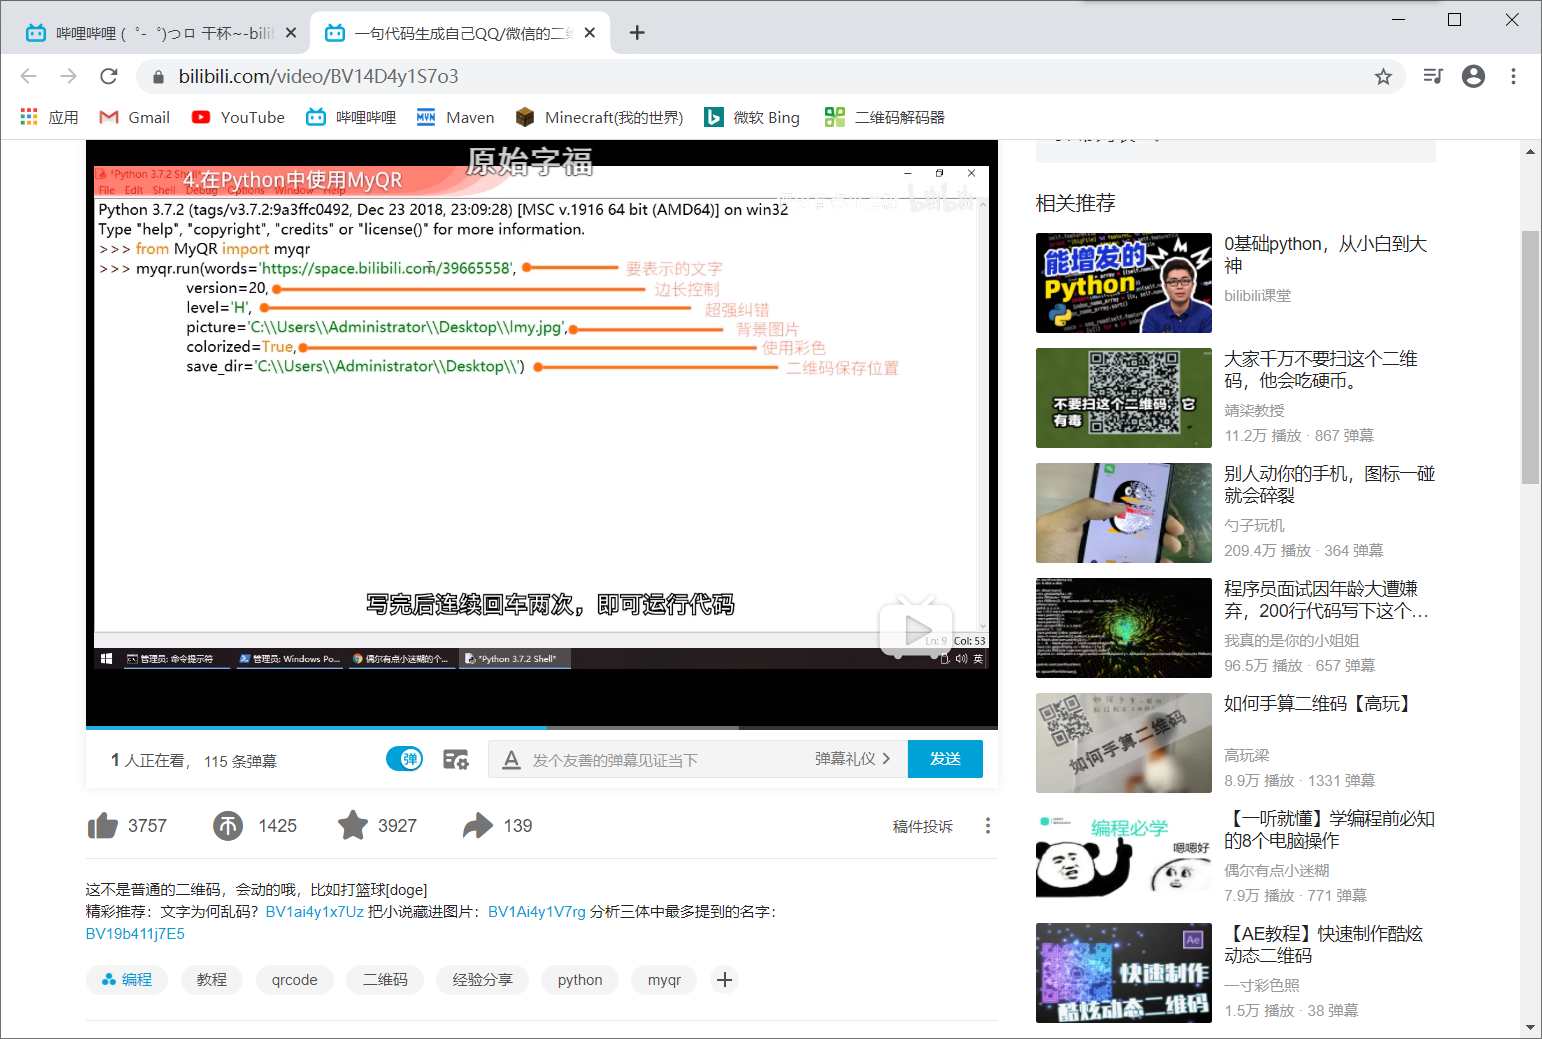 哔哩哔哩 (゜-゜)つロ 干杯~-bili
一句代码生成自己QQ/微信的二维
bilibili.com/video/BV14D4y1S7o3
应用
Gmail
YouTube
哔哩哔哩
Maven
Minecraft(我的世界)
微软 Bing
二维码解码器
原始字福
*Python 3.7.2 Shell*
4.在Python中使用MyQR
File Edit Shell Debug Options Window Help
Python 3.7.2 (tags/v3.7.2:9a3ffc0492, Dec 23 2018, 23:09:28) [MSC v.1916 64 bit (AMD64)] on win32
Type "help", "copyright", "credits" or "license()" for more information.
>>> from MyQR import myqr
>>> myqr.run(words='https://space.bilibili.com/39665558', 要表示的文字
version=20, 边长控制
level='H', 超强纠错
picture='C:\\Users\\Administrator\\Desktop\\lmy.jpg', 背景图片
colorized=True, 使用彩色
save_dir='C:\\Users\\Administrator\\Desktop\\') 二维码保存位置
写完后连续回车两次，即可运行代码
Ln: 9 Col: 53
管理员: 命令提示符
管理员: Windows Po...
偶尔有点小迷糊的个...
*Python 3.7.2 Shell*
英
1 人正在看， 115 条弹幕
弹
发个友善的弹幕见证当下
弹幕礼仪
发送
3757
1425
3927
139
稿件投诉
这不是普通的二维码，会动的哦，比如打篮球[doge]
精彩推荐：文字为何乱码？BV1ai4y1x7Uz 把小说藏进图片：BV1Ai4y1V7rg 分析三体中最多提到的名字：
BV19b411j7E5
编程
教程
qrcode
二维码
经验分享
python
myqr
相关推荐
能增发的
Python
0基础python，从小白到大
神
bilibili课堂
不要扫这个二维码，它
有毒
大家千万不要扫这个二维
码，他会吃硬币。
靖柒教授
11.2万 播放 · 867 弹幕
别人动你的手机，图标一碰
就会碎裂
勺子玩机
209.4万 播放 · 364 弹幕
程序员面试因年龄大遭嫌
弃，200行代码写下这个…
我真的是你的小姐姐
96.5万 播放 · 657 弹幕
如何手算二维码
如何手算二维码【高玩】
高玩梁
8.9万 播放 · 1331 弹幕
编程必学
嗯嗯好
【一听就懂】学编程前必知
的8个电脑操作
偶尔有点小迷糊
7.9万 播放 · 771 弹幕
Ae
快速制作
酷炫动态二维码
【AE教程】快速制作酷炫
动态二维码
一寸彩色照
1.5万 播放 · 38 弹幕